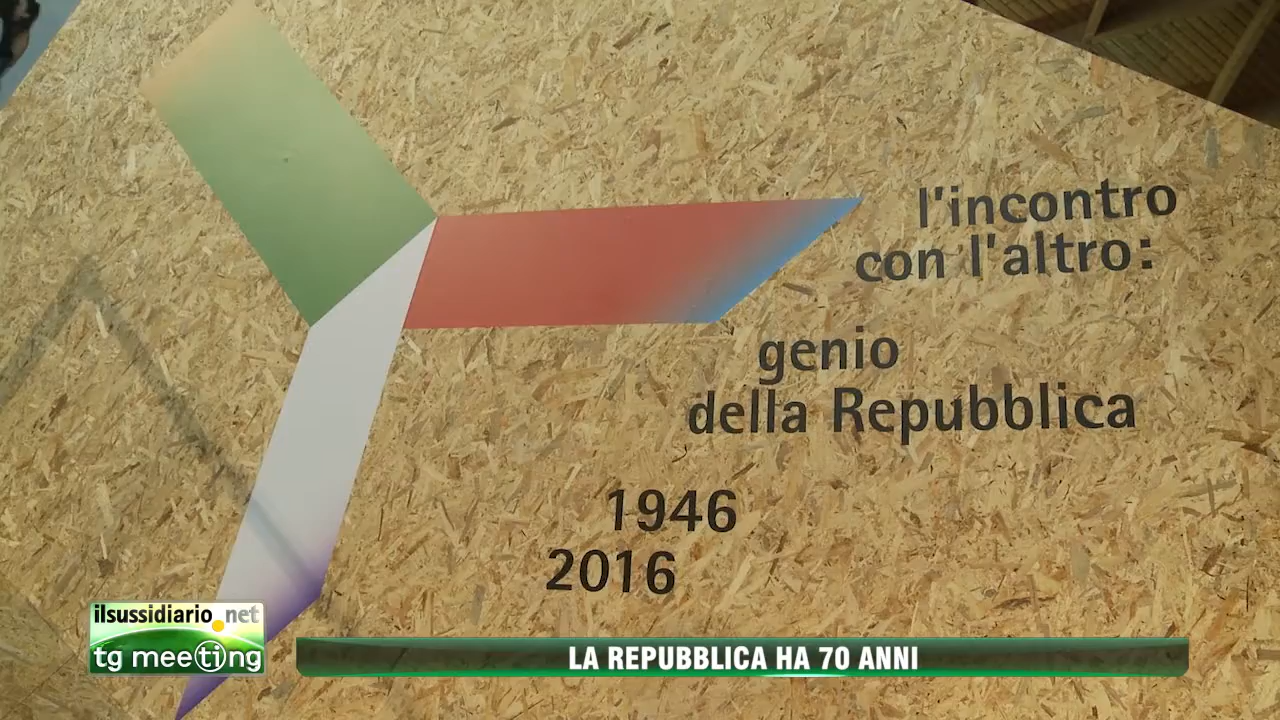 l'incontro
con l'altro:
genio
della Repubblica
1946
2016
ilsussidiario.net
tg meeting
LA REPUBBLICA HA 70 ANNI